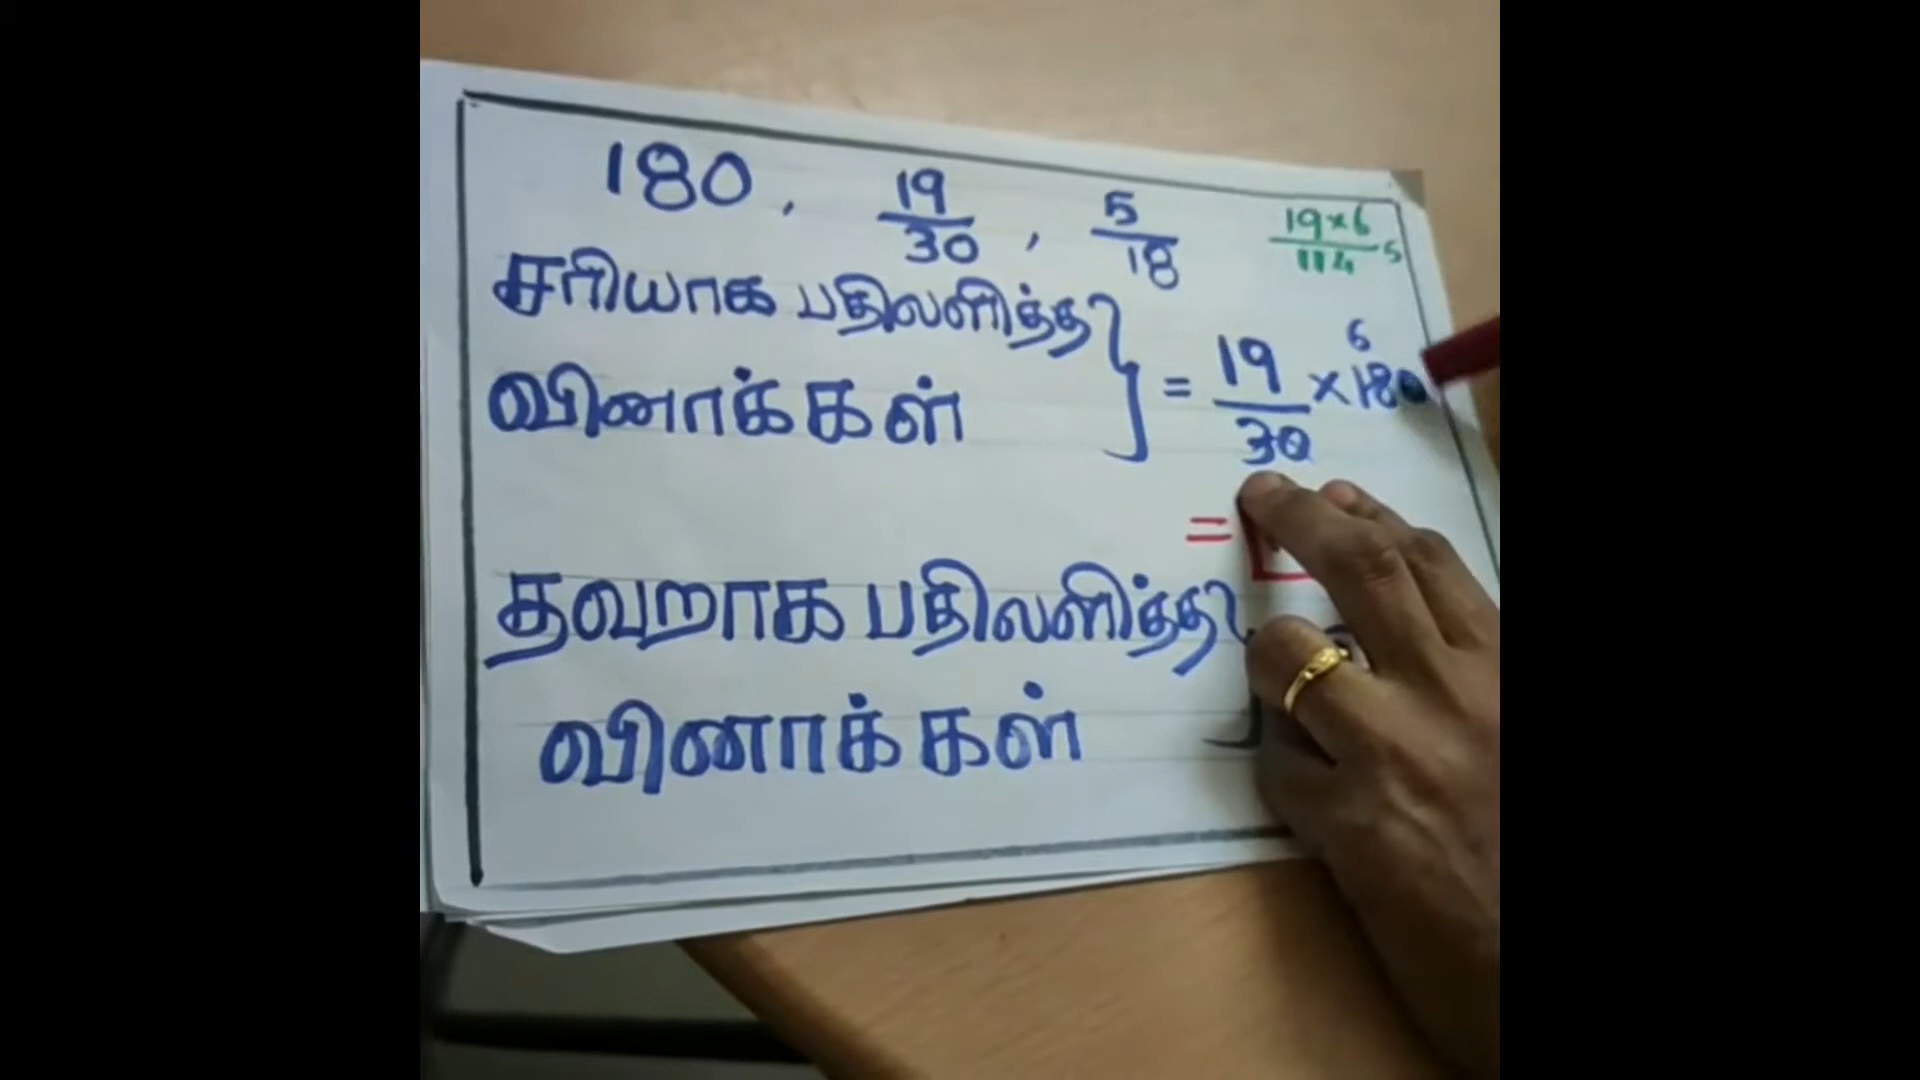 180, 19/30, 5/18
19×6
114
5
சரியாக பதிலளித்த
வினாக்கள்
= 19/30 × 180
6
=
தவறாக பதிலளித்த
வினாக்கள்